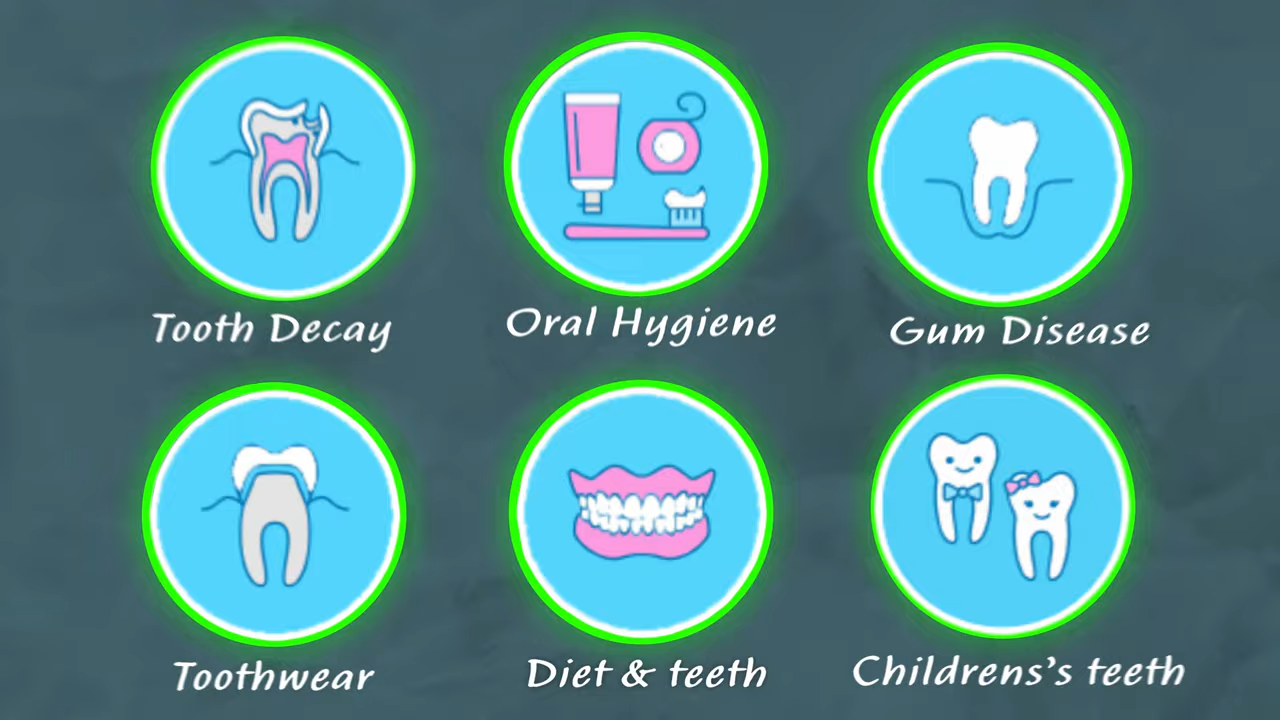 Tooth Decay
Oral Hygiene
Gum Disease
Toothwear
Diet & teeth
Childrens's teeth